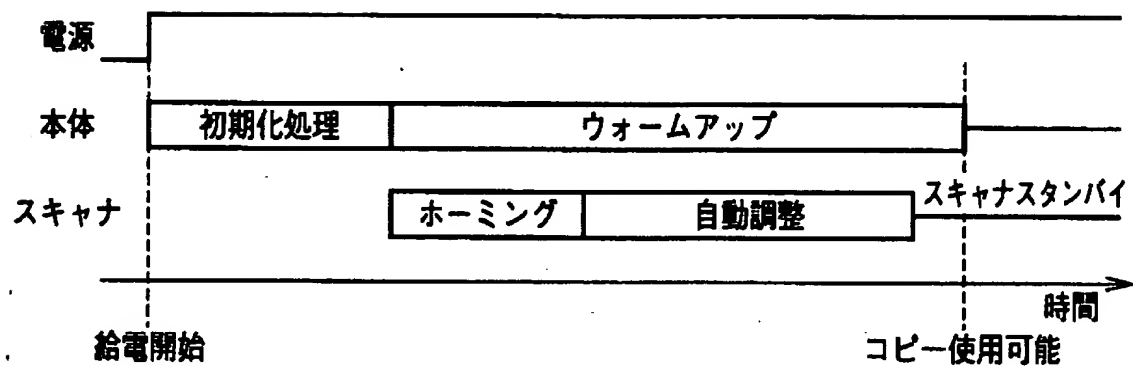 電源
本体
初期化処理
ウォームアップ
スキャナ
ホーミング
自動調整
スキャナスタンバイ
時間
給電開始
コピー使用可能